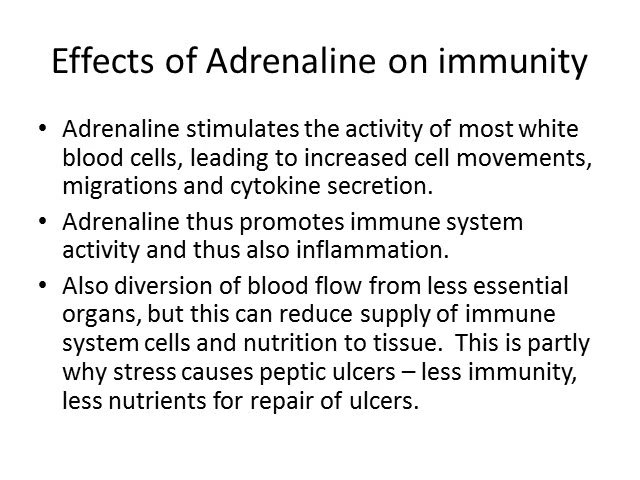 Effects of Adrenaline on immunity
• Adrenaline stimulates the activity of most white
blood cells, leading to increased cell movements,
migrations and cytokine secretion.
• Adrenaline thus promotes immune system
activity and thus also inflammation.
• Also diversion of blood flow from less essential
organs, but this can reduce supply of immune
system cells and nutrition to tissue.  This is partly
why stress causes peptic ulcers – less immunity,
less nutrients for repair of ulcers.